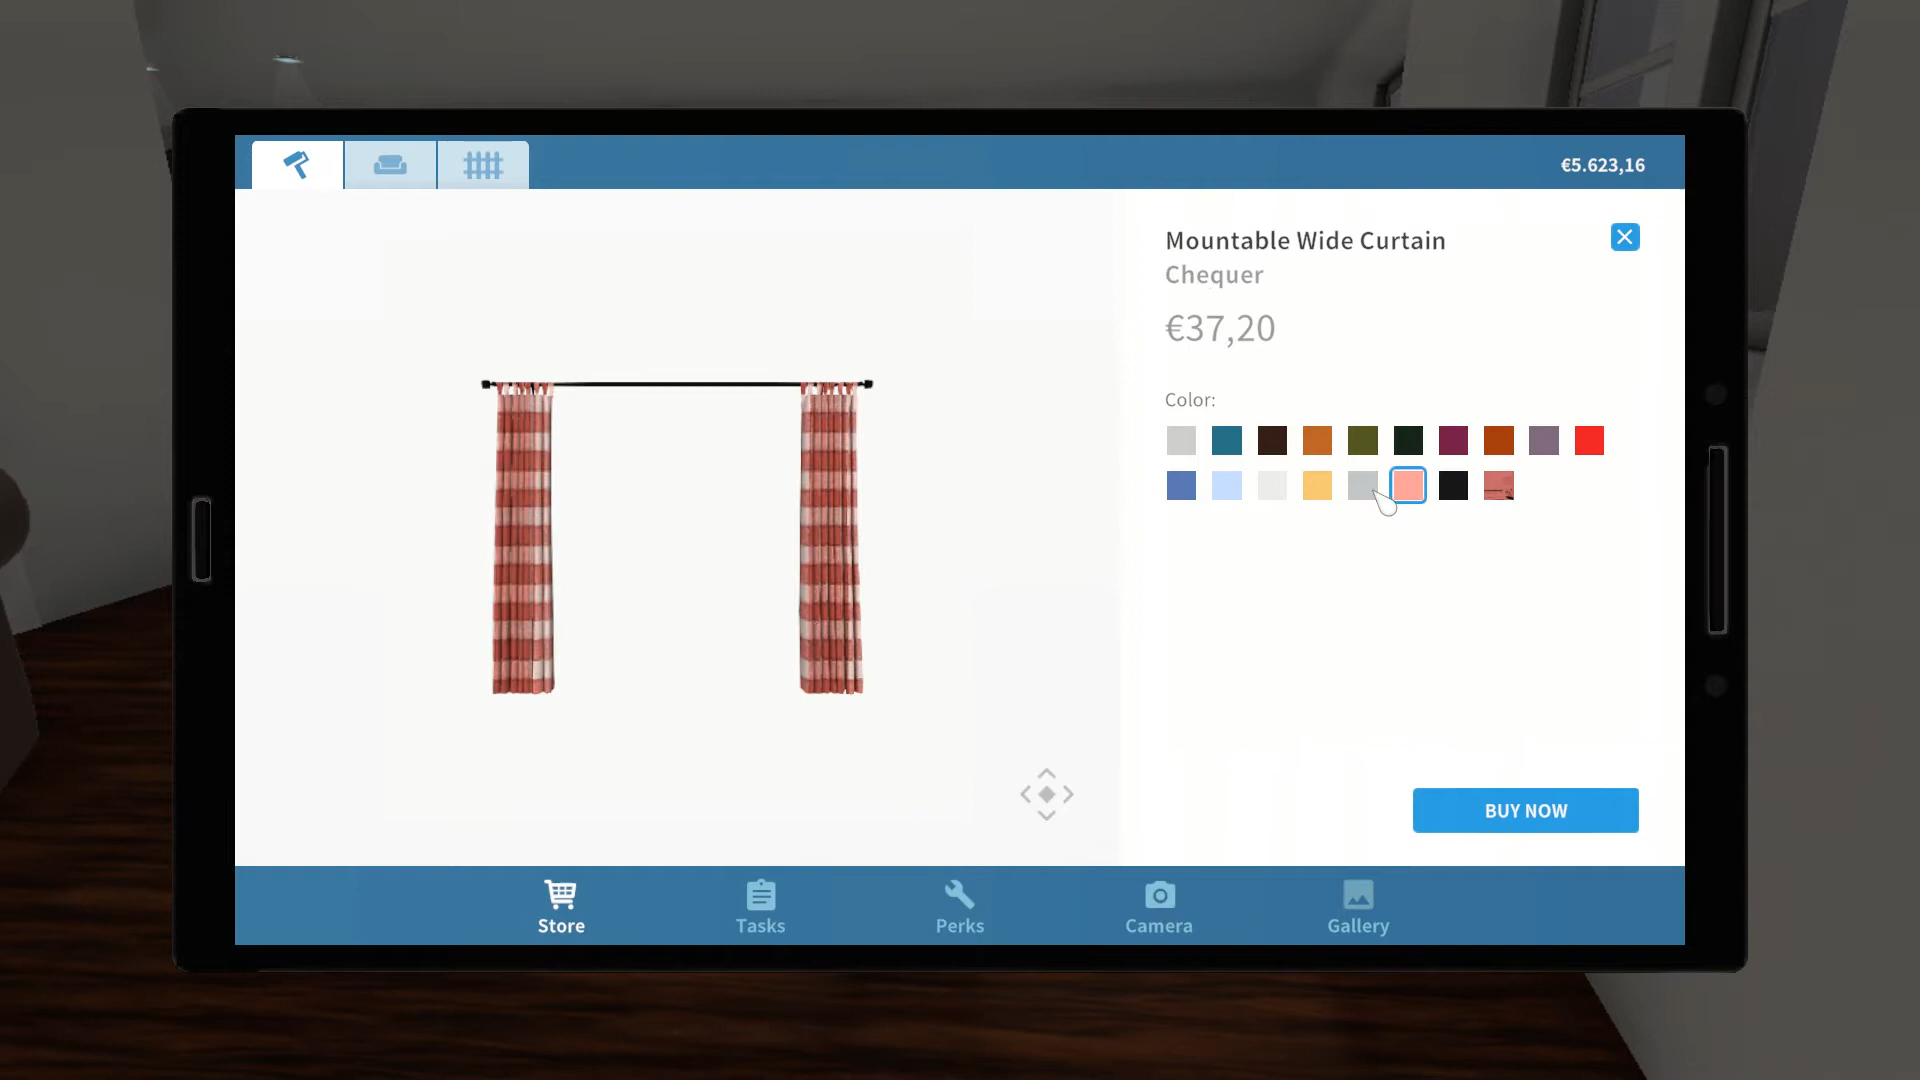 €5.623,16
Mountable Wide Curtain
Chequer
€37,20
Color:
BUY NOW
Store
Tasks
Perks
Camera
Gallery